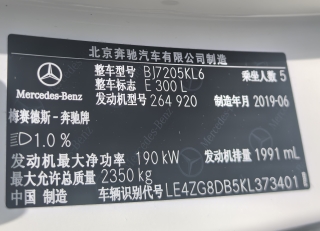 北京奔驰汽车有限公司制造
整车型号 BJ7205KL6 乘坐人数 5
整车标志 E 300 L
Mercedes-Benz 发动机型号 264 920 制造年月 2019-06
梅赛德斯-奔驰牌
1.0 %
发动机最大净功率 190 kW 发动机排量 1991 mL
最大允许总质量 2350 kg
中国 制造 车辆识别代号 LE4ZG8DB5KL373401